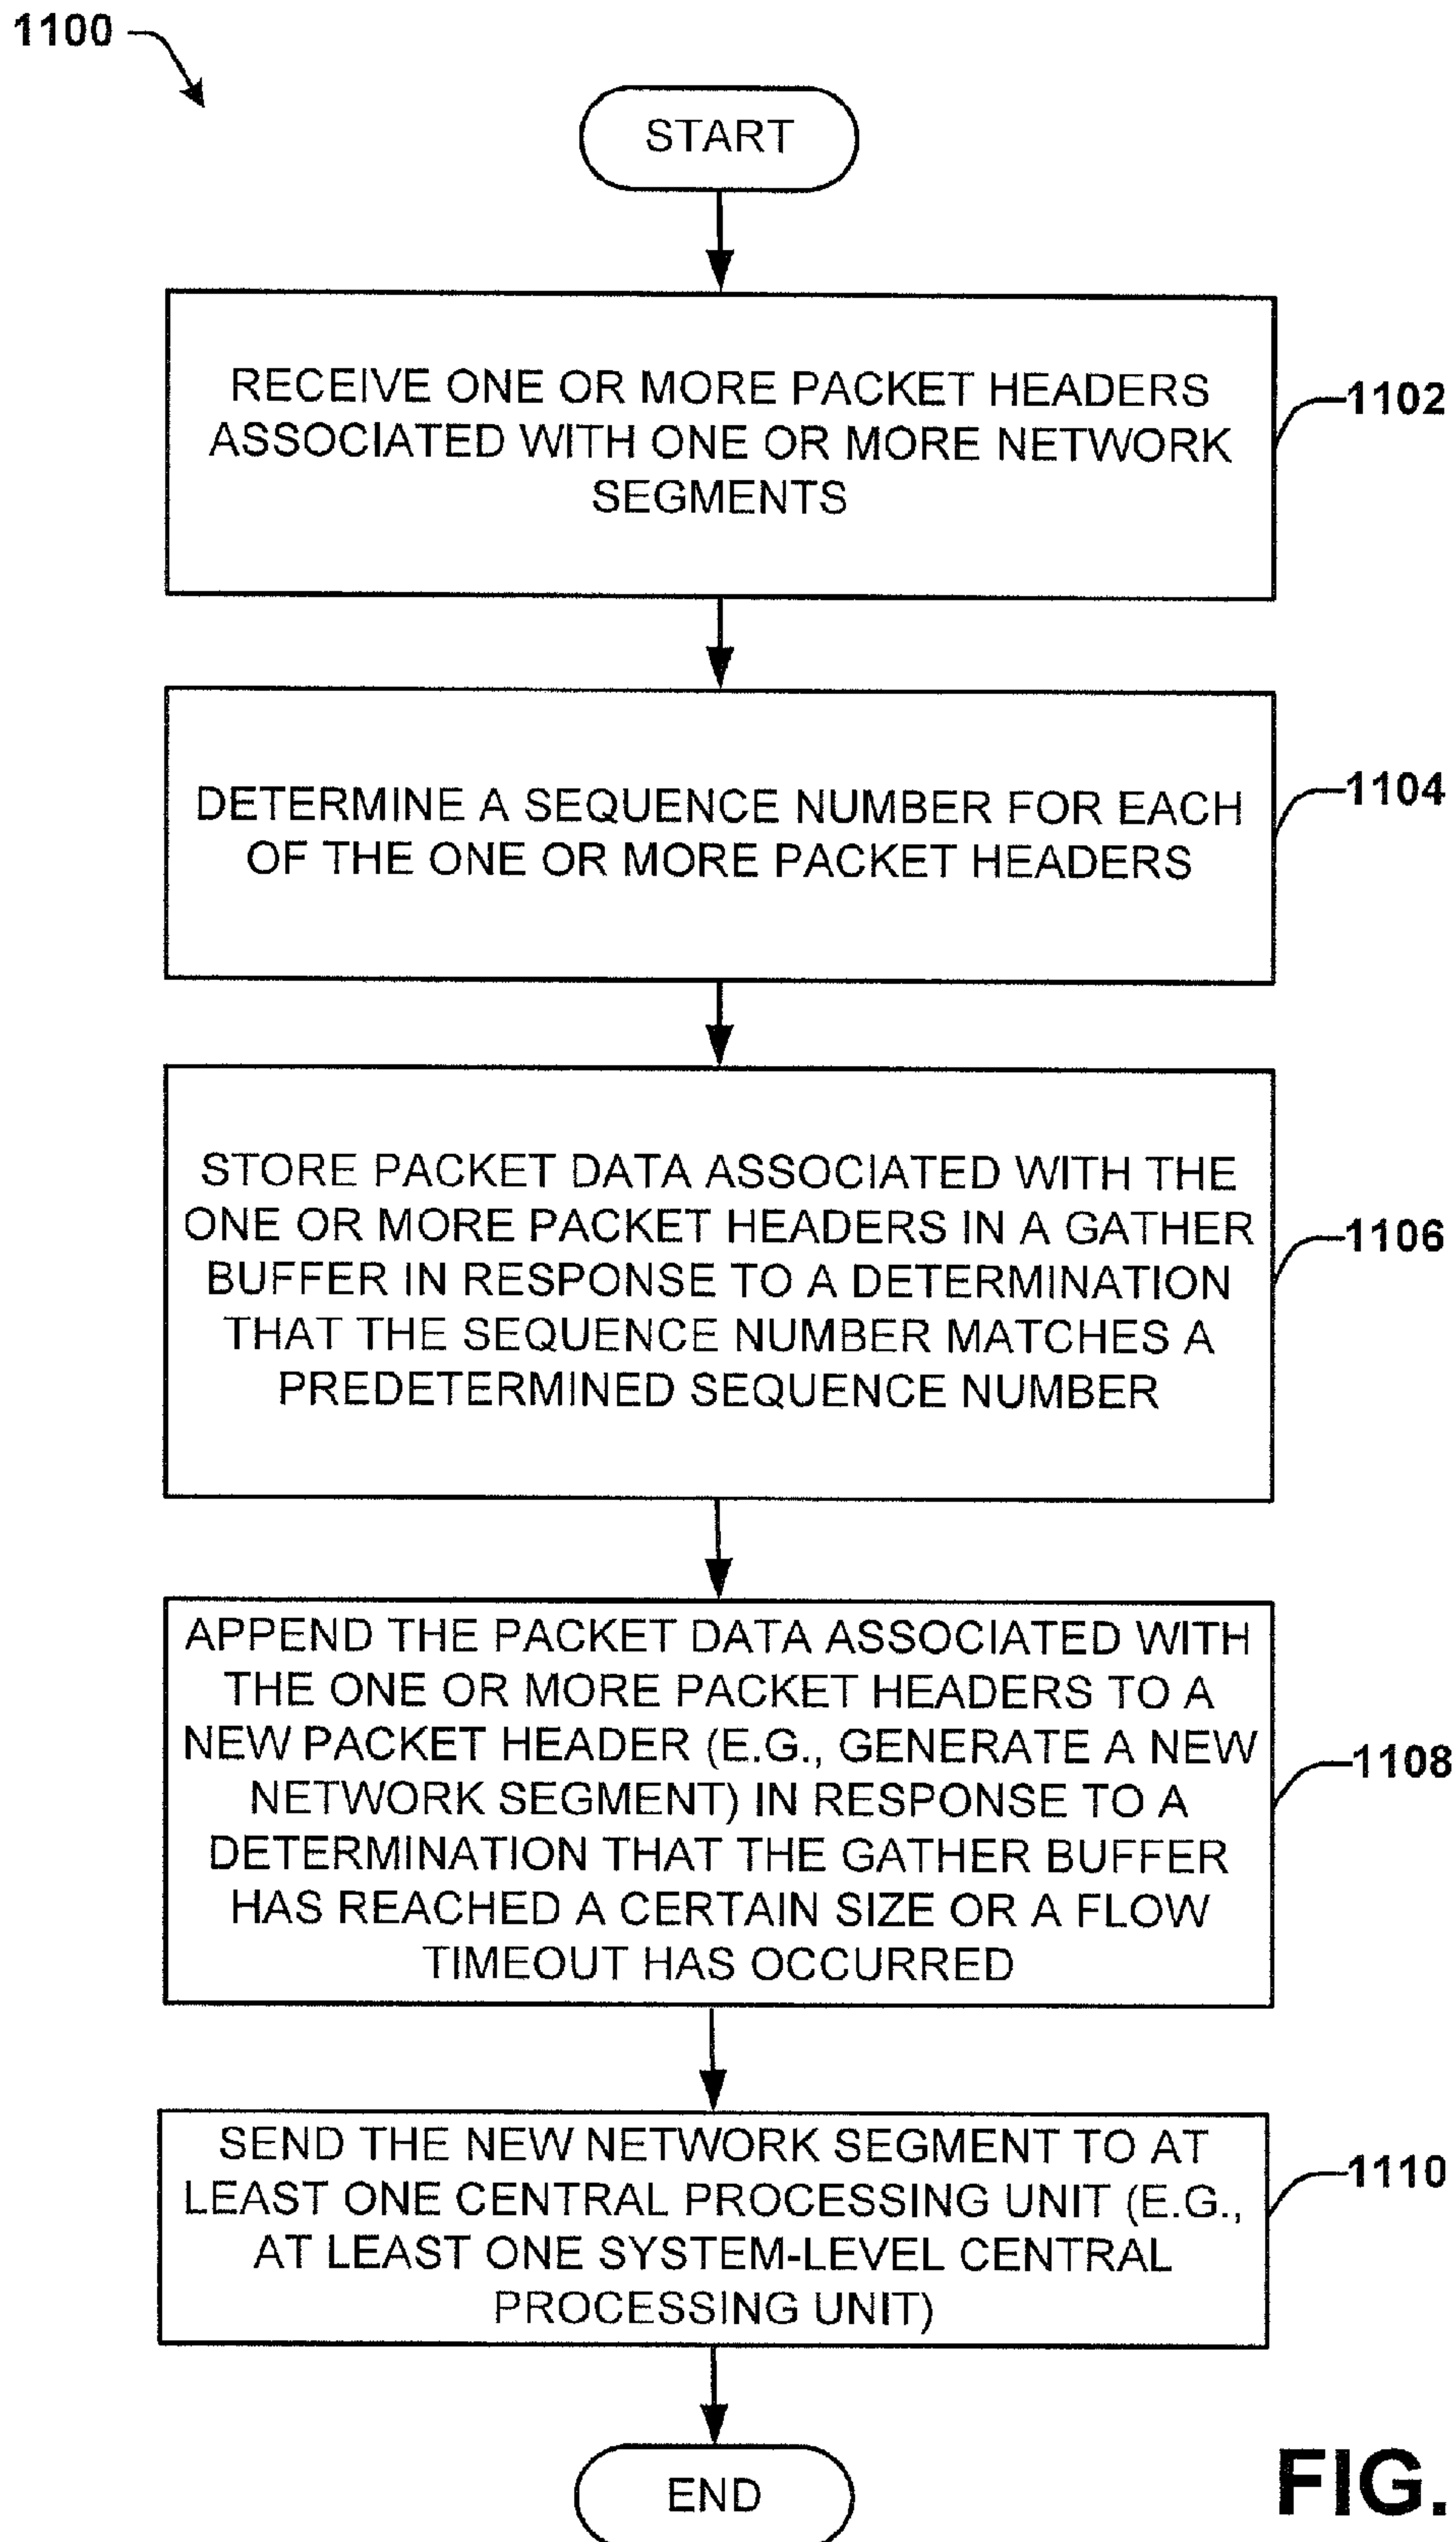 1100
START
RECEIVE ONE OR MORE PACKET HEADERS
ASSOCIATED WITH ONE OR MORE NETWORK
SEGMENTS
1102
DETERMINE A SEQUENCE NUMBER FOR EACH
OF THE ONE OR MORE PACKET HEADERS
1104
STORE PACKET DATA ASSOCIATED WITH THE
ONE OR MORE PACKET HEADERS IN A GATHER
BUFFER IN RESPONSE TO A DETERMINATION
THAT THE SEQUENCE NUMBER MATCHES A
PREDETERMINED SEQUENCE NUMBER
1106
APPEND THE PACKET DATA ASSOCIATED WITH
THE ONE OR MORE PACKET HEADERS TO A
NEW PACKET HEADER (E.G., GENERATE A NEW
NETWORK SEGMENT) IN RESPONSE TO A
DETERMINATION THAT THE GATHER BUFFER
HAS REACHED A CERTAIN SIZE OR A FLOW
TIMEOUT HAS OCCURRED
1108
SEND THE NEW NETWORK SEGMENT TO AT
LEAST ONE CENTRAL PROCESSING UNIT (E.G.,
AT LEAST ONE SYSTEM-LEVEL CENTRAL
PROCESSING UNIT)
1110
END
FIG.